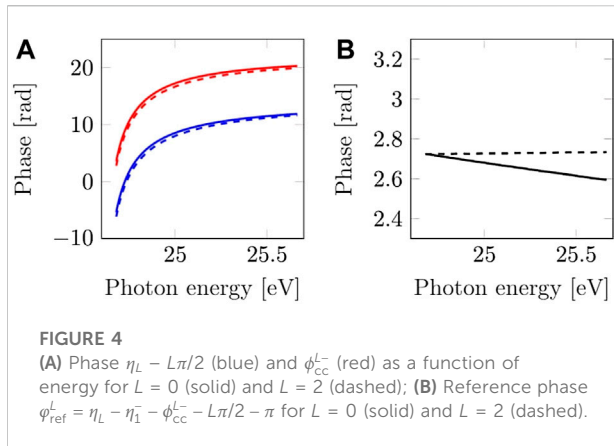 A
B
Phase [rad]
20
10
0
−10
25
25.5
Photon energy [eV]
Phase [rad]
3.2
3
2.8
2.6
2.4
25
25.5
Photon energy [eV]
FIGURE 4
(A) Phase η_L − Lπ/2 (blue) and ϕ_cc^{L−} (red) as a function of
energy for L = 0 (solid) and L = 2 (dashed); (B) Reference phase
φ_ref^L = η_L − η_1^− − ϕ_cc^{L−} − Lπ/2 − π for L = 0 (solid) and L = 2 (dashed).